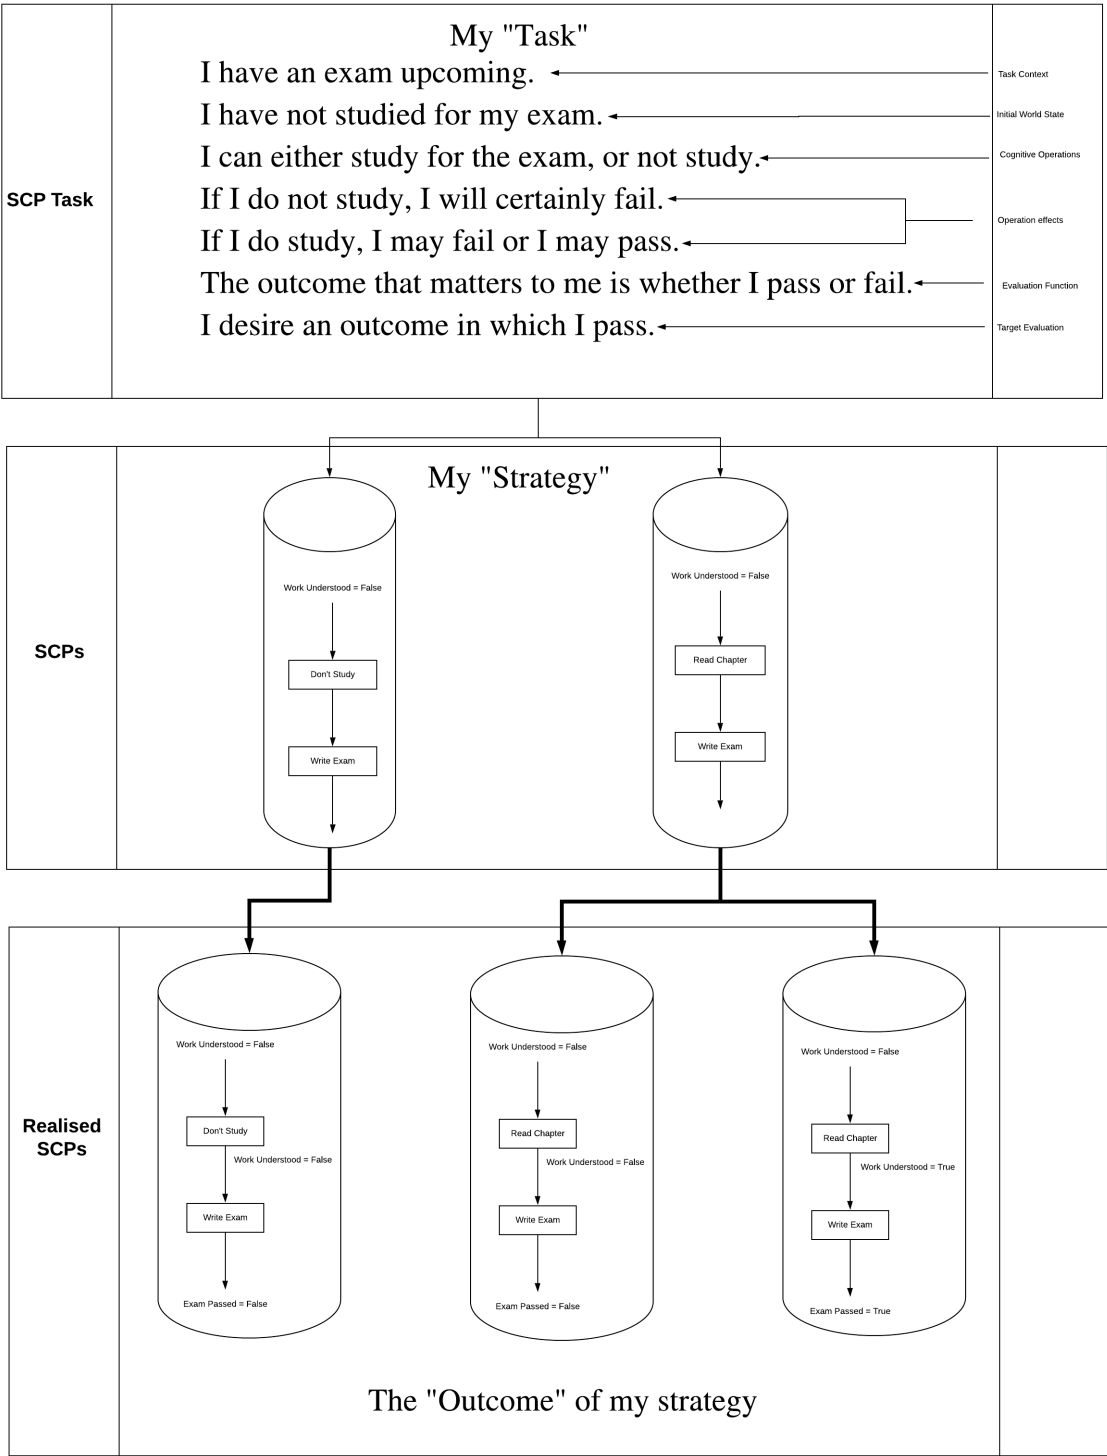 My "Task"
I have an exam upcoming.
Task Context
I have not studied for my exam.
Initial World State
I can either study for the exam, or not study.
Cognitive Operations
SCP Task
If I do not study, I will certainly fail.
Operation effects
If I do study, I may fail or I may pass.
The outcome that matters to me is whether I pass or fail.
Evaluation Function
I desire an outcome in which I pass.
Target Evaluation
My "Strategy"
SCPs
Work Understood = False
Don't Study
Write Exam
Work Understood = False
Read Chapter
Write Exam
Realised
SCPs
Work Understood = False
Don't Study
Work Understood = False
Write Exam
Exam Passed = False
Work Understood = False
Read Chapter
Work Understood = False
Write Exam
Exam Passed = False
Work Understood = False
Read Chapter
Work Understood = True
Write Exam
Exam Passed = True
The "Outcome" of my strategy